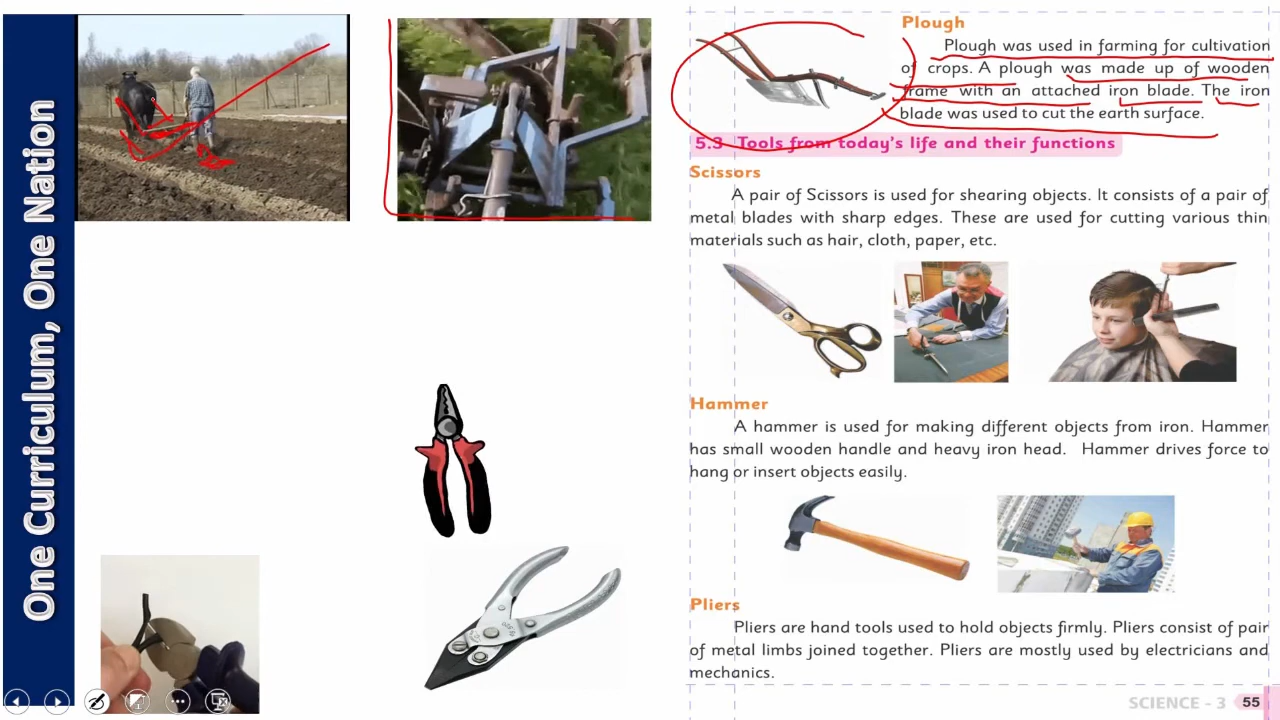 One Curriculum, One Nation
Plough
Plough was used in farming for cultivation
of crops. A plough was made up of wooden
frame with an attached iron blade. The iron
blade was used to cut the earth surface.
5.3 Tools from today's life and their functions
Scissors
A pair of Scissors is used for shearing objects. It consists of a pair of
metal blades with sharp edges. These are used for cutting various thin
materials such as hair, cloth, paper, etc.
Hammer
A hammer is used for making different objects from iron. Hammer
has small wooden handle and heavy iron head. Hammer drives force to
hang or insert objects easily.
Pliers
Pliers are hand tools used to hold objects firmly. Pliers consist of pair
of metal limbs joined together. Pliers are mostly used by electricians and
mechanics.
SCIENCE - 3 55